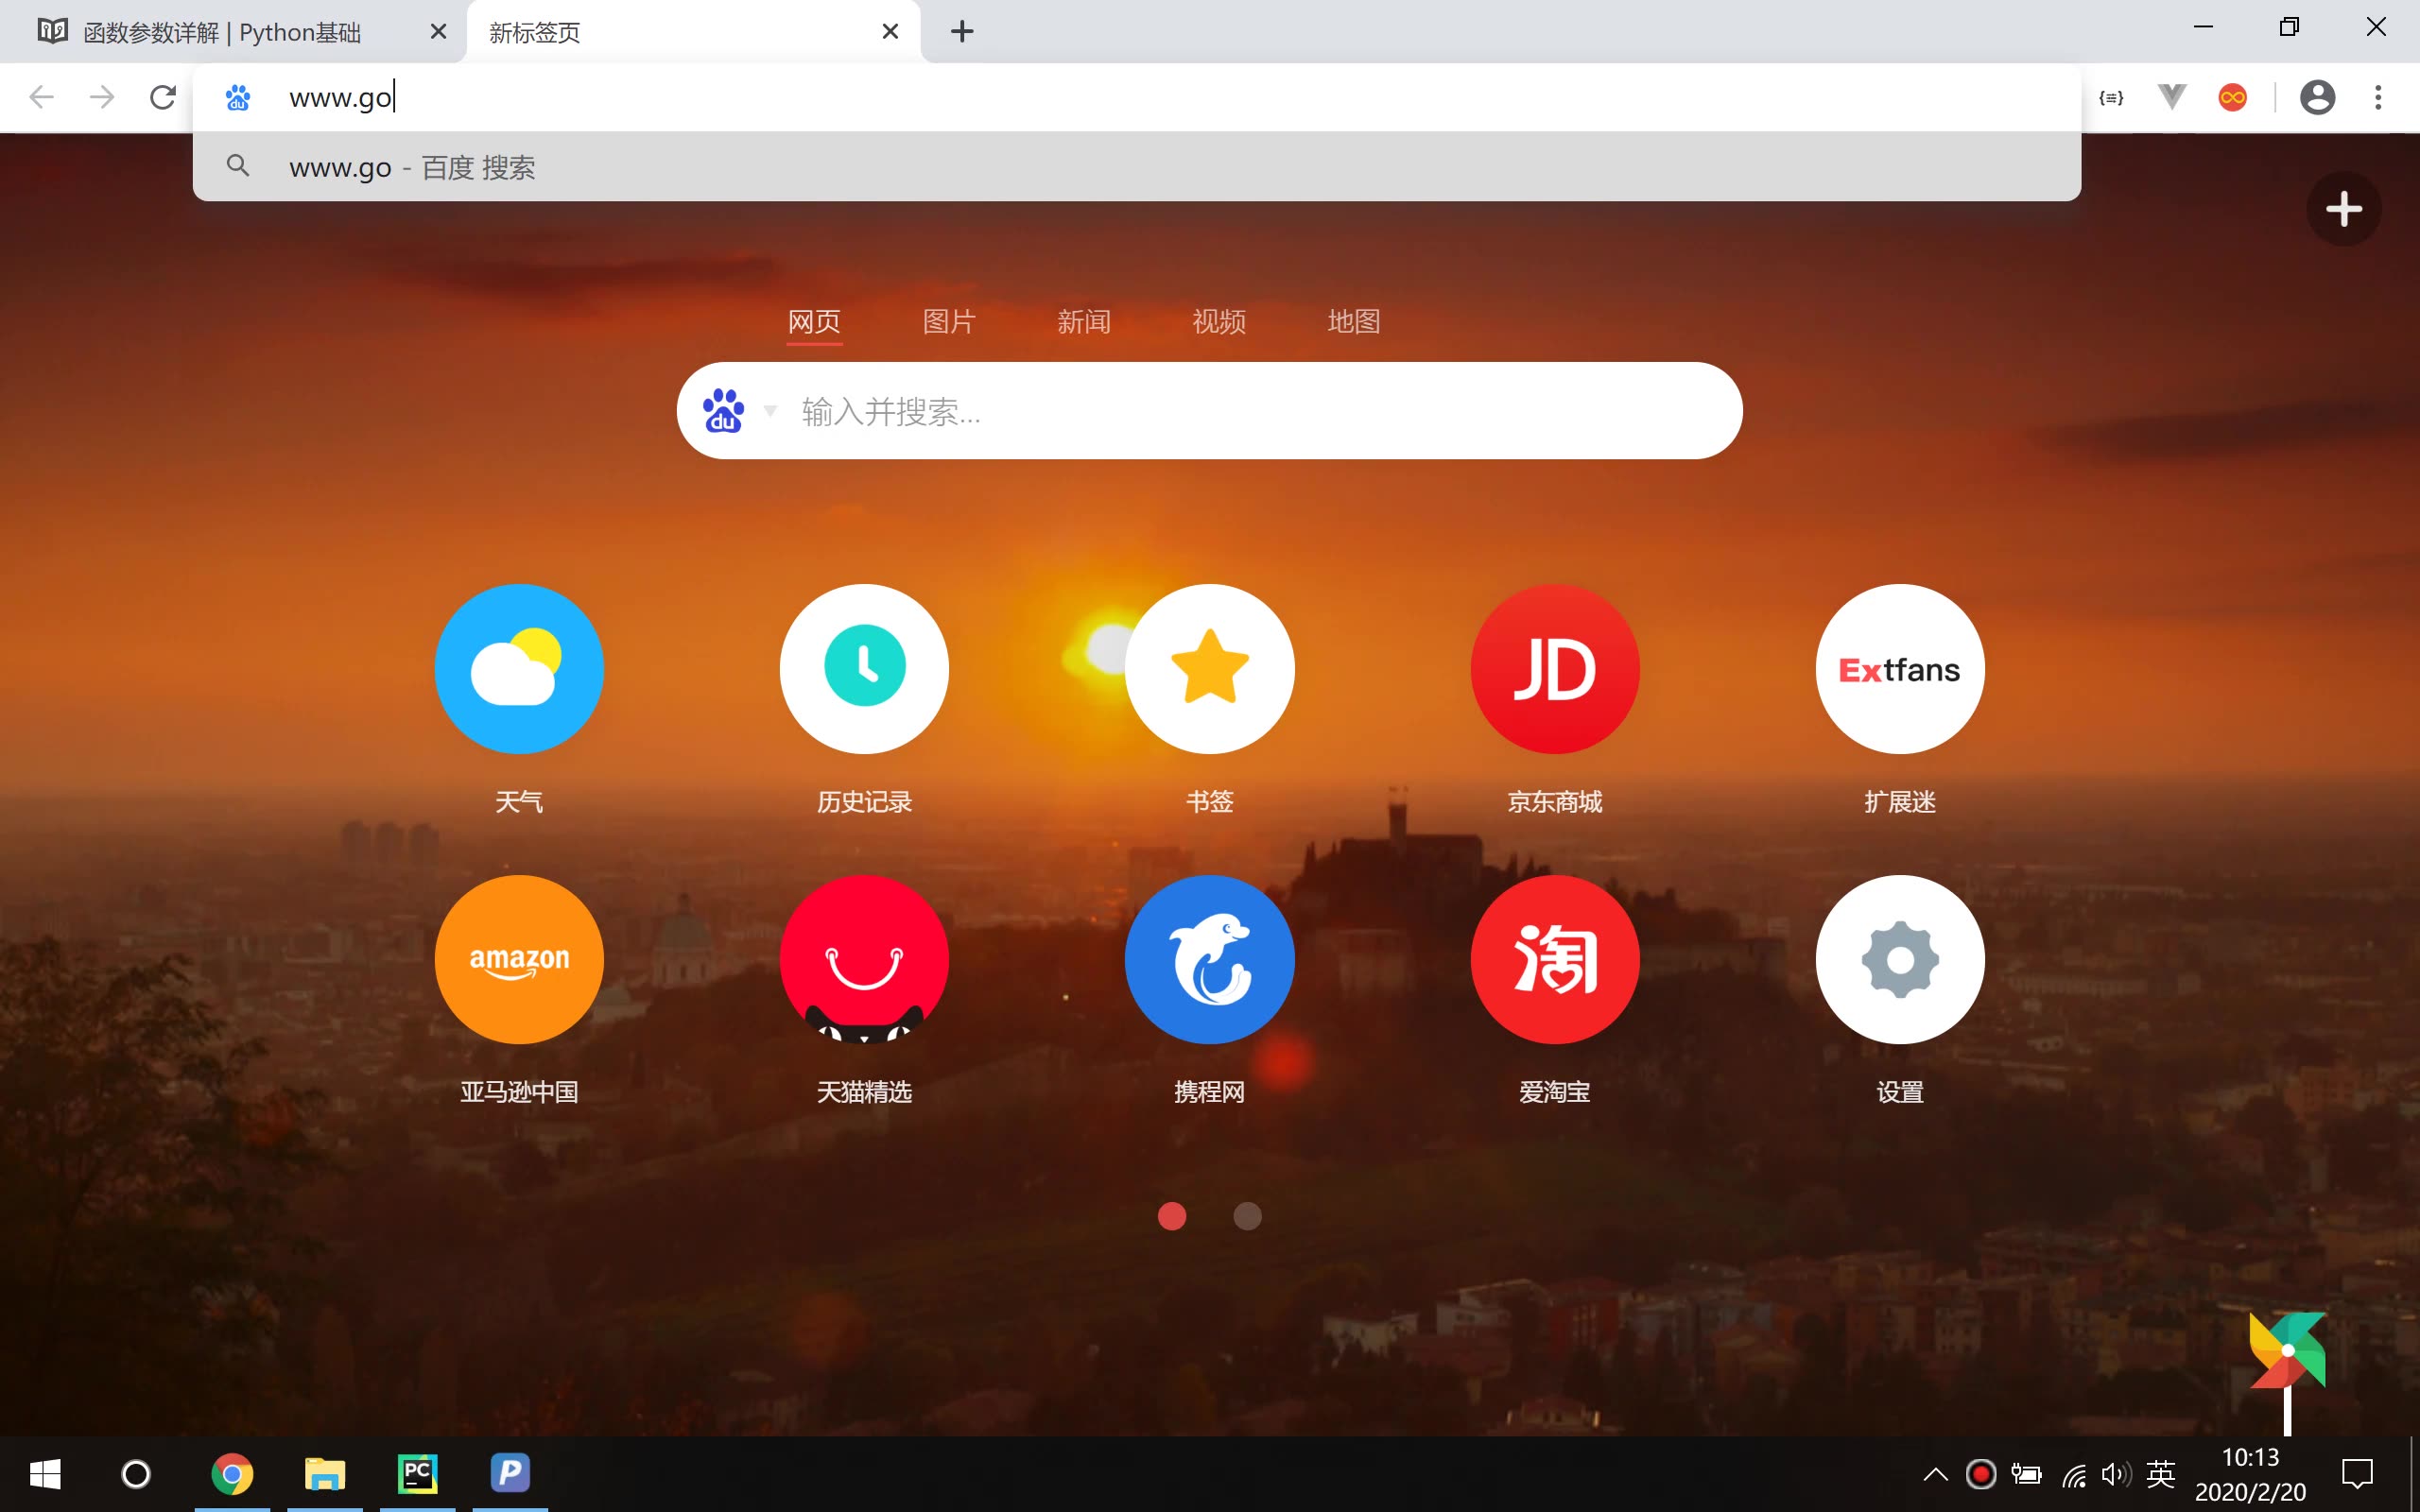 函数参数详解 | Python基础
新标签页
www.go
www.go - 百度 搜索
网页 图片 新闻 视频 地图
du 输入并搜索...
JD
Extfans
天气 历史记录 书签 京东商城 扩展迷
amazon
淘
亚马逊中国 天猫精选 携程网 爱淘宝 设置
PC
P
英
10:13
2020/2/20